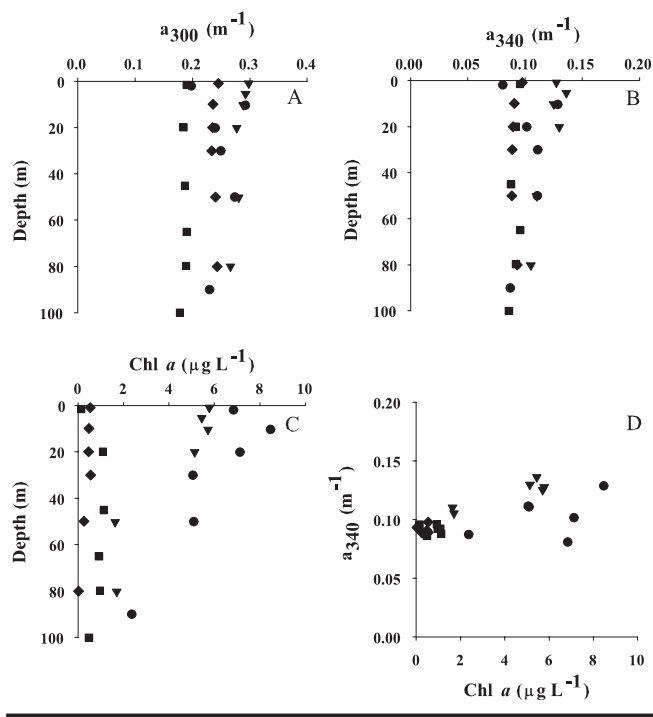 a300 (m-1)
0.0 0.1 0.2 0.3 0.4
0
20
40
60
80
100
Depth (m)
A
a340 (m-1)
0.00 0.05 0.10 0.15 0.20
0
20
40
60
80
100
Depth (m)
B
Chl a (μg L-1)
0 2 4 6 8 10
0
20
40
60
80
100
Depth (m)
C
0.20
0.15
0.10
0.05
0.00
a340 (m-1)
D
0 2 4 6 8 10
Chl a (μg L-1)